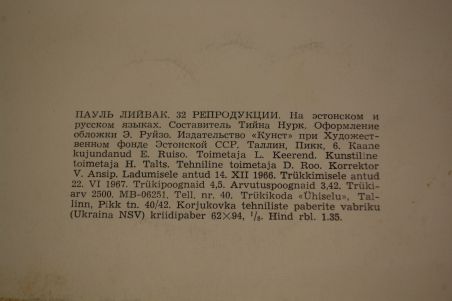 ПАУЛЬ ЛИЙВАК. 32 РЕПРОДУКЦИИ. На эстонском и
русском языках. Составитель Тийна Нурк. Оформление
обложки Э. Руйзо. Издательство «Кунст» при Художест-
венном фонде Эстонской ССР, Таллин, Пикк, 6. Kaane
kujundanud E. Ruiso. Toimetaja L. Keerend. Kunstiline
toimetaja H. Talts. Tehniline toimetaja D. Roo. Korrektor
V. Ansip. Ladumisele antud 14. XII 1966. Trükkimisele antud
22. VI 1967. Trükipoognaid 4,5. Arvutuspoognaid 3,42. Trüki-
arv 2500. MB-06251. Tell. nr. 40. Trükikoda «Ühiselu», Tal-
linn, Pikk tn. 40/42. Korjukovka tehniliste paberite vabriku
(Ukraina NSV) kriidipaber 62×94, 1/8. Hind rbl. 1.35.